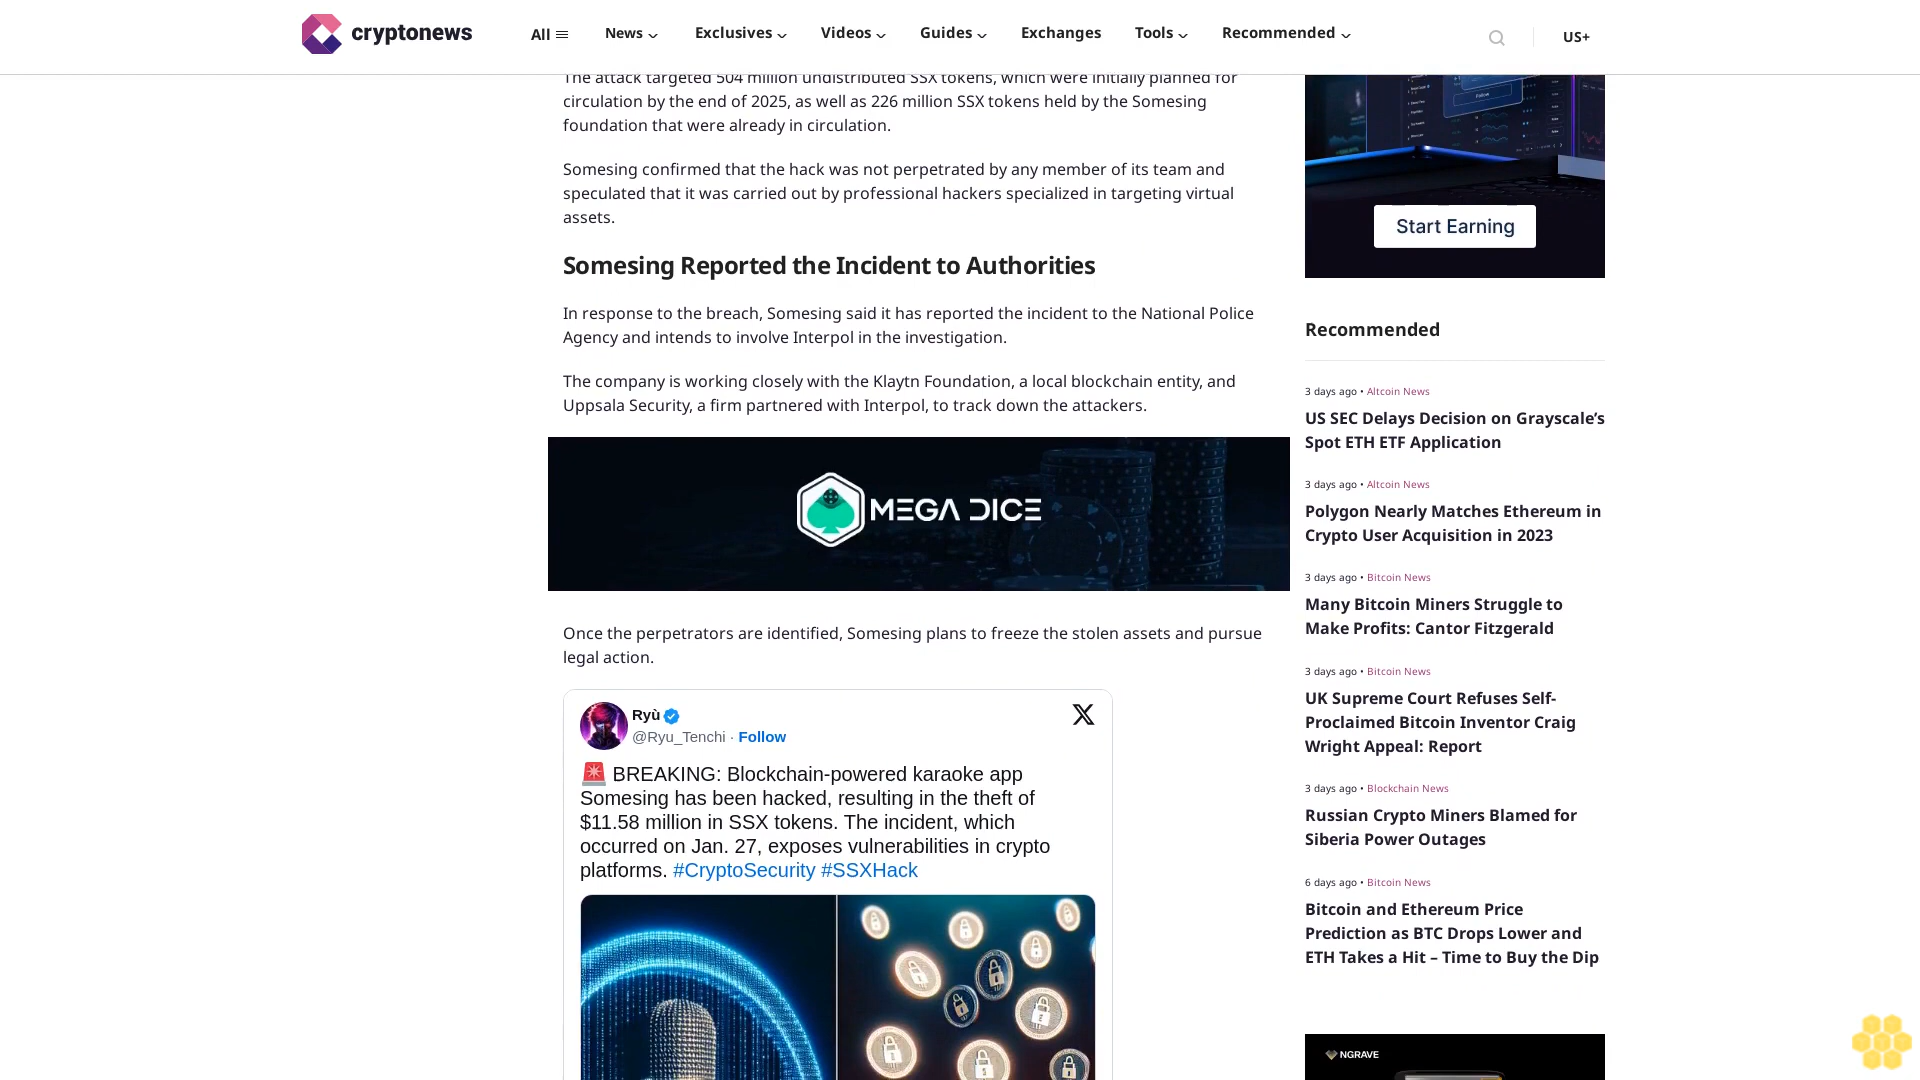 cryptonews
All
News
Exclusives
Videos
Guides
Exchanges
Tools
Recommended
US+
The attack targeted 504 million undistributed SSX tokens, which were initially planned for
circulation by the end of 2025, as well as 226 million SSX tokens held by the Somesing
foundation that were already in circulation.
Somesing confirmed that the hack was not perpetrated by any member of its team and
speculated that it was carried out by professional hackers specialized in targeting virtual
assets.
Somesing Reported the Incident to Authorities
In response to the breach, Somesing said it has reported the incident to the National Police
Agency and intends to involve Interpol in the investigation.
The company is working closely with the Klaytn Foundation, a local blockchain entity, and
Uppsala Security, a firm partnered with Interpol, to track down the attackers.
MEGA DICE
Once the perpetrators are identified, Somesing plans to freeze the stolen assets and pursue
legal action.
Ryù
@Ryu_Tenchi · Follow
BREAKING: Blockchain-powered karaoke app
Somesing has been hacked, resulting in the theft of
$11.58 million in SSX tokens. The incident, which
occurred on Jan. 27, exposes vulnerabilities in crypto
platforms. #CryptoSecurity #SSXHack
Start Earning
Recommended
3 days ago • Altcoin News
US SEC Delays Decision on Grayscale's
Spot ETH ETF Application
3 days ago • Altcoin News
Polygon Nearly Matches Ethereum in
Crypto User Acquisition in 2023
3 days ago • Bitcoin News
Many Bitcoin Miners Struggle to
Make Profits: Cantor Fitzgerald
3 days ago • Bitcoin News
UK Supreme Court Refuses Self-
Proclaimed Bitcoin Inventor Craig
Wright Appeal: Report
3 days ago • Blockchain News
Russian Crypto Miners Blamed for
Siberia Power Outages
6 days ago • Bitcoin News
Bitcoin and Ethereum Price
Prediction as BTC Drops Lower and
ETH Takes a Hit – Time to Buy the Dip
NGRAVE